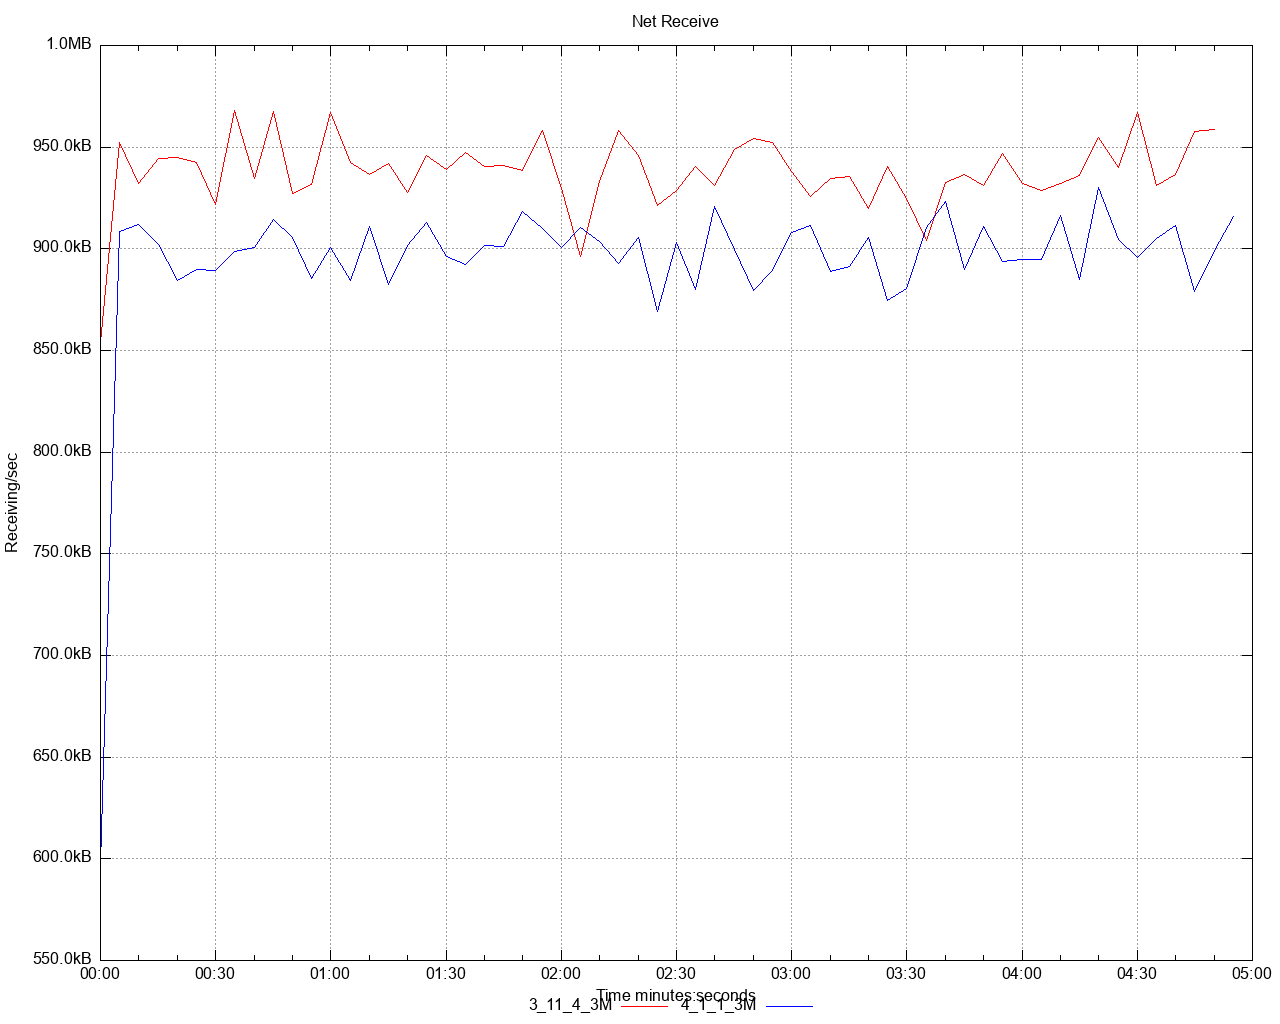 Net Receive
1.0MB
950.0kB
900.0kB
850.0kB
800.0kB
750.0kB
700.0kB
650.0kB
600.0kB
550.0kB
Receiving/sec
00:00 00:30 01:00 01:30 02:00 02:30 03:00 03:30 04:00 04:30 05:00
Time minutes:seconds
3_11_4_3M 4_1_1_3M